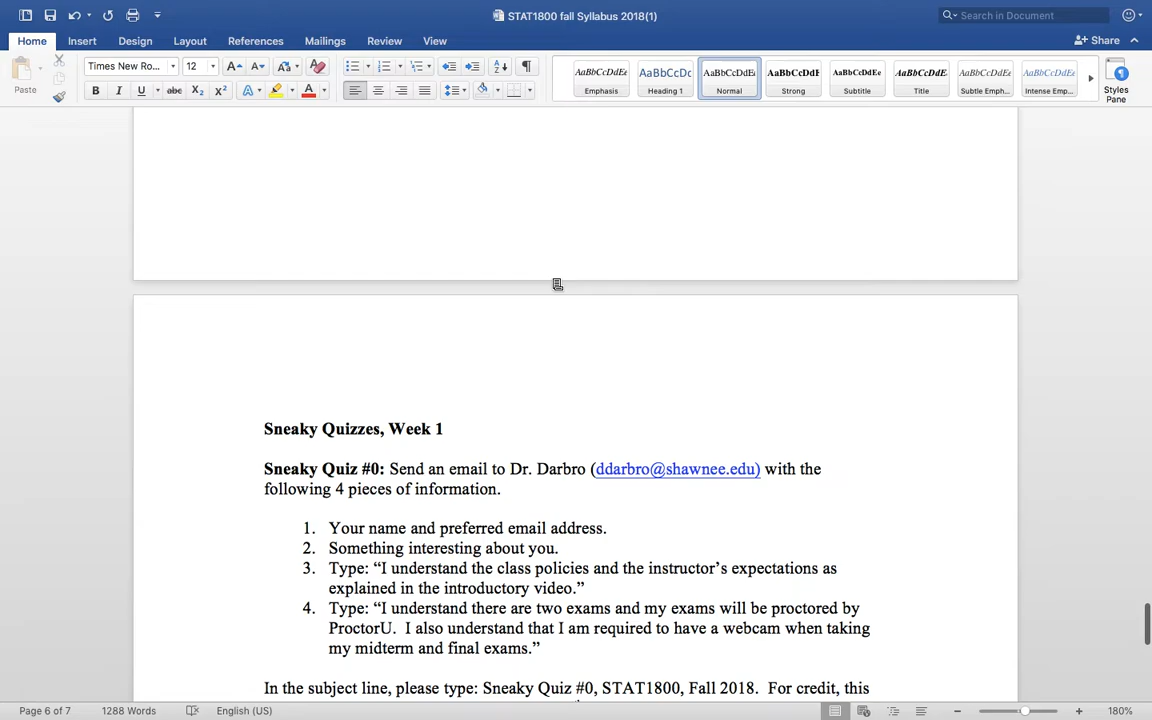 STAT1800 fall Syllabus 2018(1)
Search in Document
Home Insert Design Layout References Mailings Review View
Share
Paste
Times New Ro... 12
AaBbCcDdEe AaBbCcDc AaBbCcDdEe AaBbCcDdE AaBbCcDdEe AaBbCcDdE AaBbCcDdEe AaBbCcDdEe
Emphasis Heading 1 Normal Strong Subtitle Title Subtle Emph... Intense Emp...
Styles
Pane
Sneaky Quizzes, Week 1
Sneaky Quiz #0: Send an email to Dr. Darbro (ddarbro@shawnee.edu) with the
following 4 pieces of information.
1. Your name and preferred email address.
2. Something interesting about you.
3. Type: “I understand the class policies and the instructor’s expectations as
explained in the introductory video.”
4. Type: “I understand there are two exams and my exams will be proctored by
ProctorU. I also understand that I am required to have a webcam when taking
my midterm and final exams.”
In the subject line, please type: Sneaky Quiz #0, STAT1800, Fall 2018. For credit, this
Page 6 of 7 1288 Words English (US) 180%